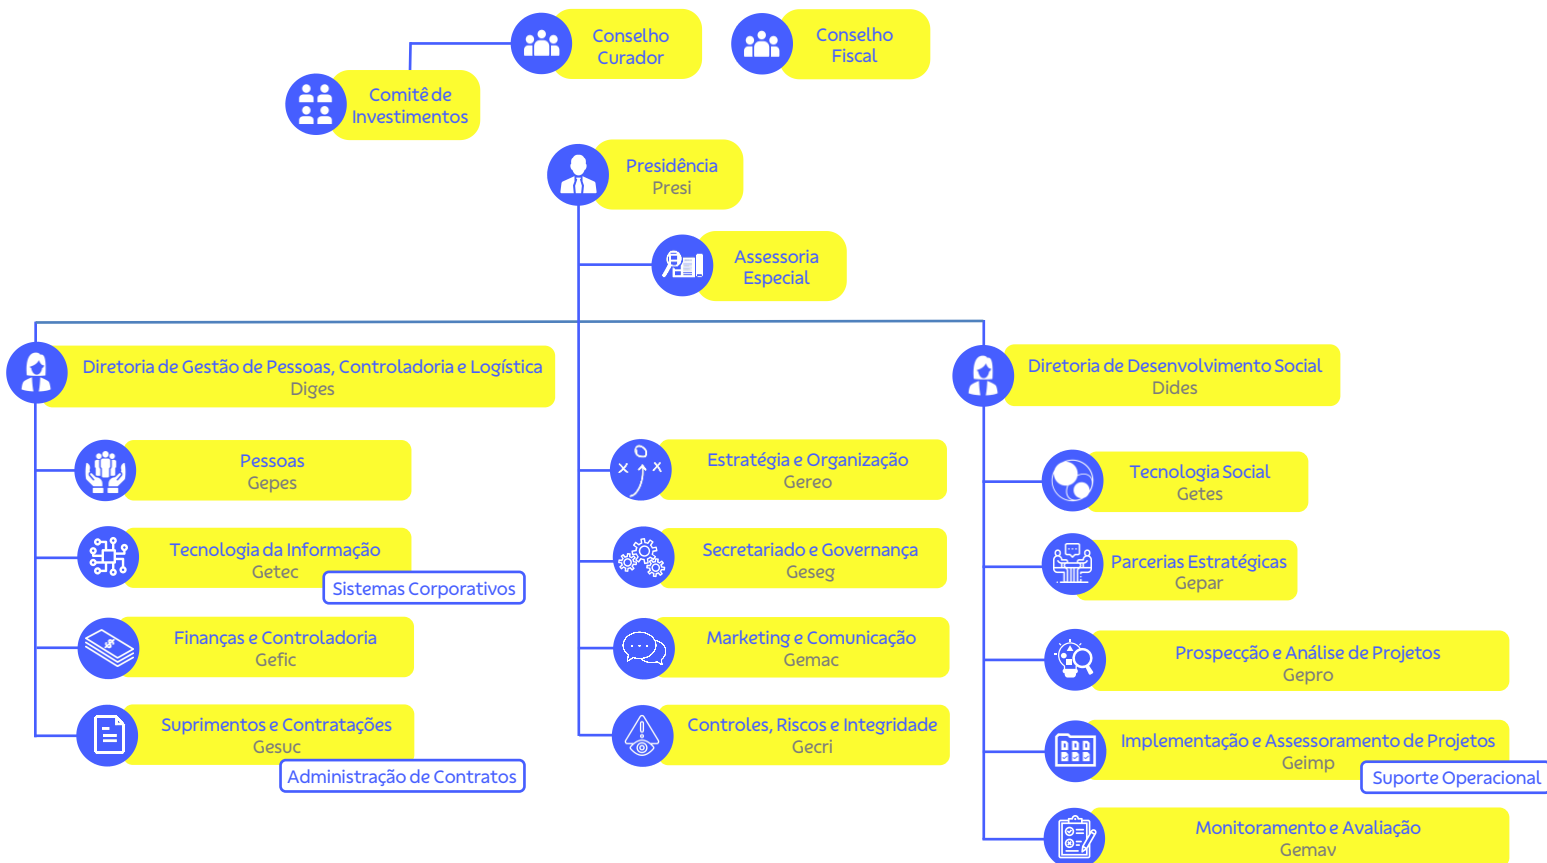 Conselho
Curador
Conselho
Fiscal
Comitê de
Investimentos
Presidência
Presi
Assessoria
Especial
Diretoria de Gestão de Pessoas, Controladoria e Logística
Diges
Diretoria de Desenvolvimento Social
Dides
Pessoas
Gepes
Tecnologia da Informação
Getec
Sistemas Corporativos
Finanças e Controladoria
Gefic
Suprimentos e Contratações
Gesuc
Administração de Contratos
Estratégia e Organização
Gereo
Secretariado e Governança
Geseg
Marketing e Comunicação
Gemac
Controles, Riscos e Integridade
Gecri
Tecnologia Social
Getes
Parcerias Estratégicas
Gepar
Prospecção e Análise de Projetos
Gepro
Implementação e Assessoramento de Projetos
Geimp
Suporte Operacional
Monitoramento e Avaliação
Gemav